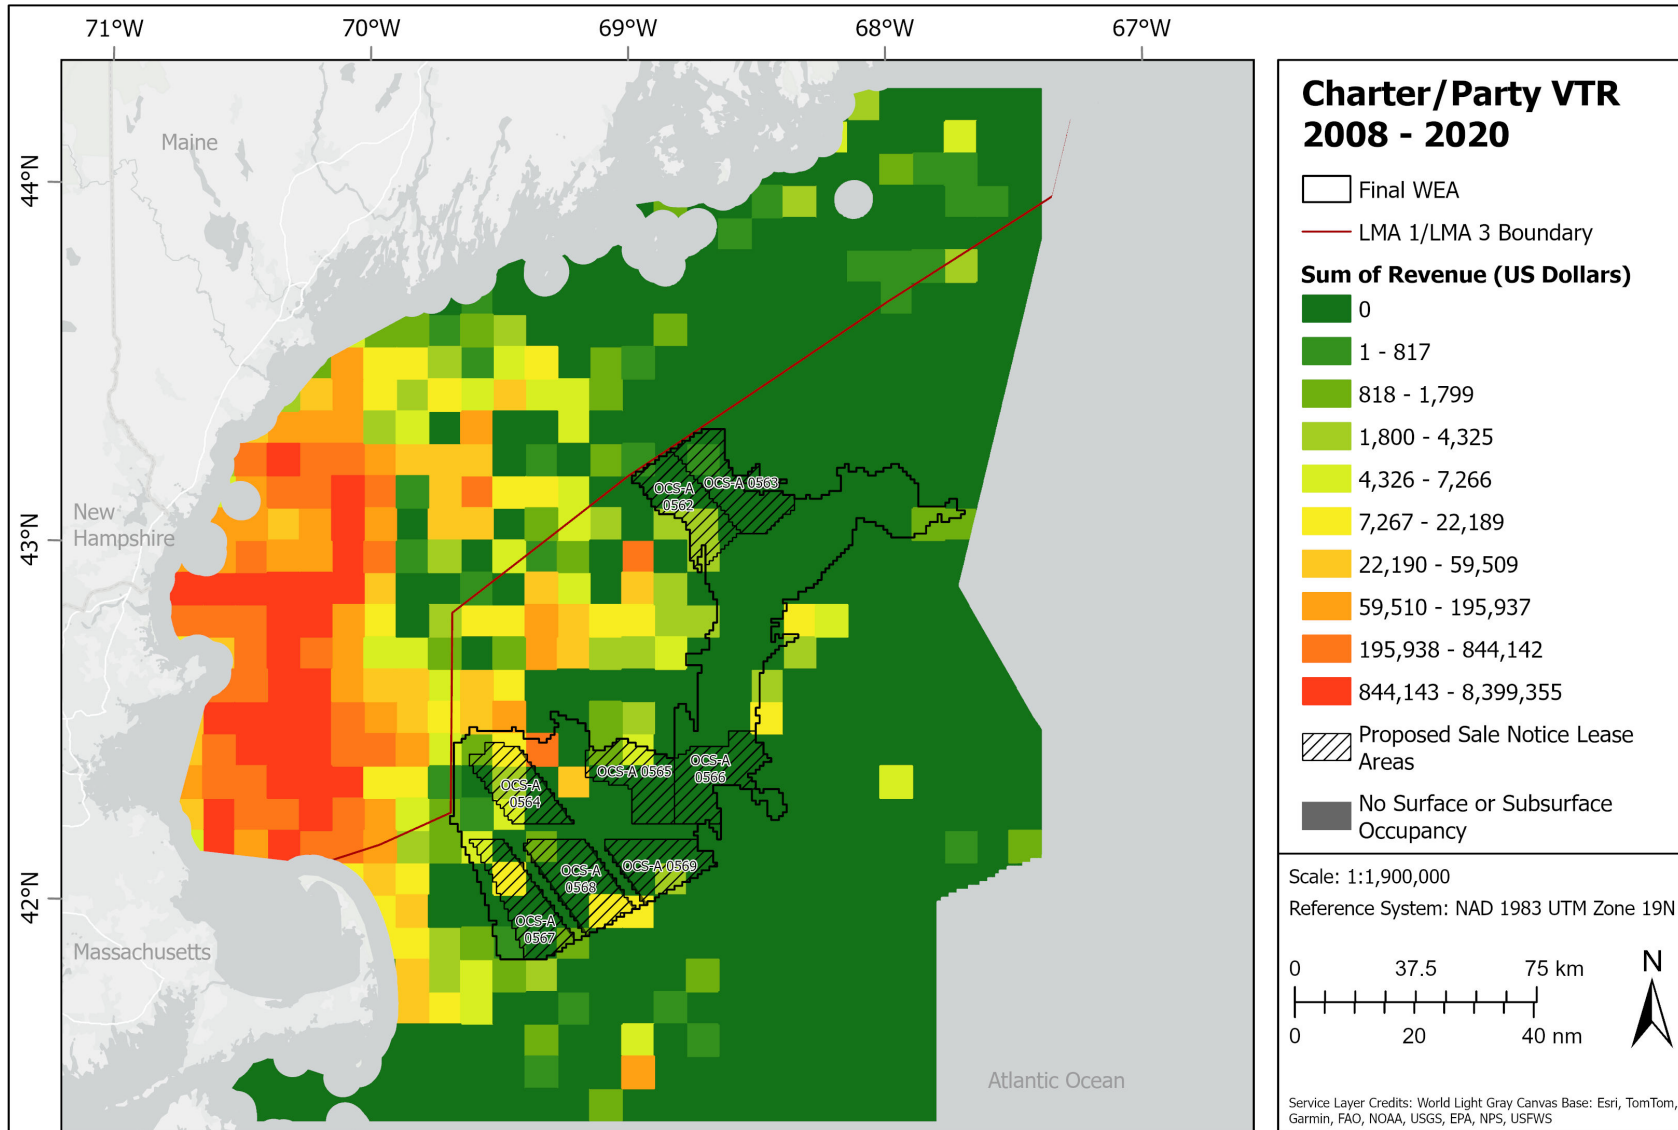 71°W 70°W 69°W 68°W 67°W
44°N
43°N
42°N
Maine
New
Hampshire
Massachusetts
Atlantic Ocean
OCS-A
0562
OCS-A 0563
OCS-A
0564
OCS-A 0565
OCS-A
0566
OCS-A
0567
OCS-A
0568
OCS-A 0569
Charter/Party VTR
2008 - 2020
Final WEA
LMA 1/LMA 3 Boundary
Sum of Revenue (US Dollars)
0
1 - 817
818 - 1,799
1,800 - 4,325
4,326 - 7,266
7,267 - 22,189
22,190 - 59,509
59,510 - 195,937
195,938 - 844,142
844,143 - 8,399,355
Proposed Sale Notice Lease
Areas
No Surface or Subsurface
Occupancy
Scale: 1:1,900,000
Reference System: NAD 1983 UTM Zone 19N
0 37.5 75 km
0 20 40 nm
N
Service Layer Credits: World Light Gray Canvas Base: Esri, TomTom,
Garmin, FAO, NOAA, USGS, EPA, NPS, USFWS